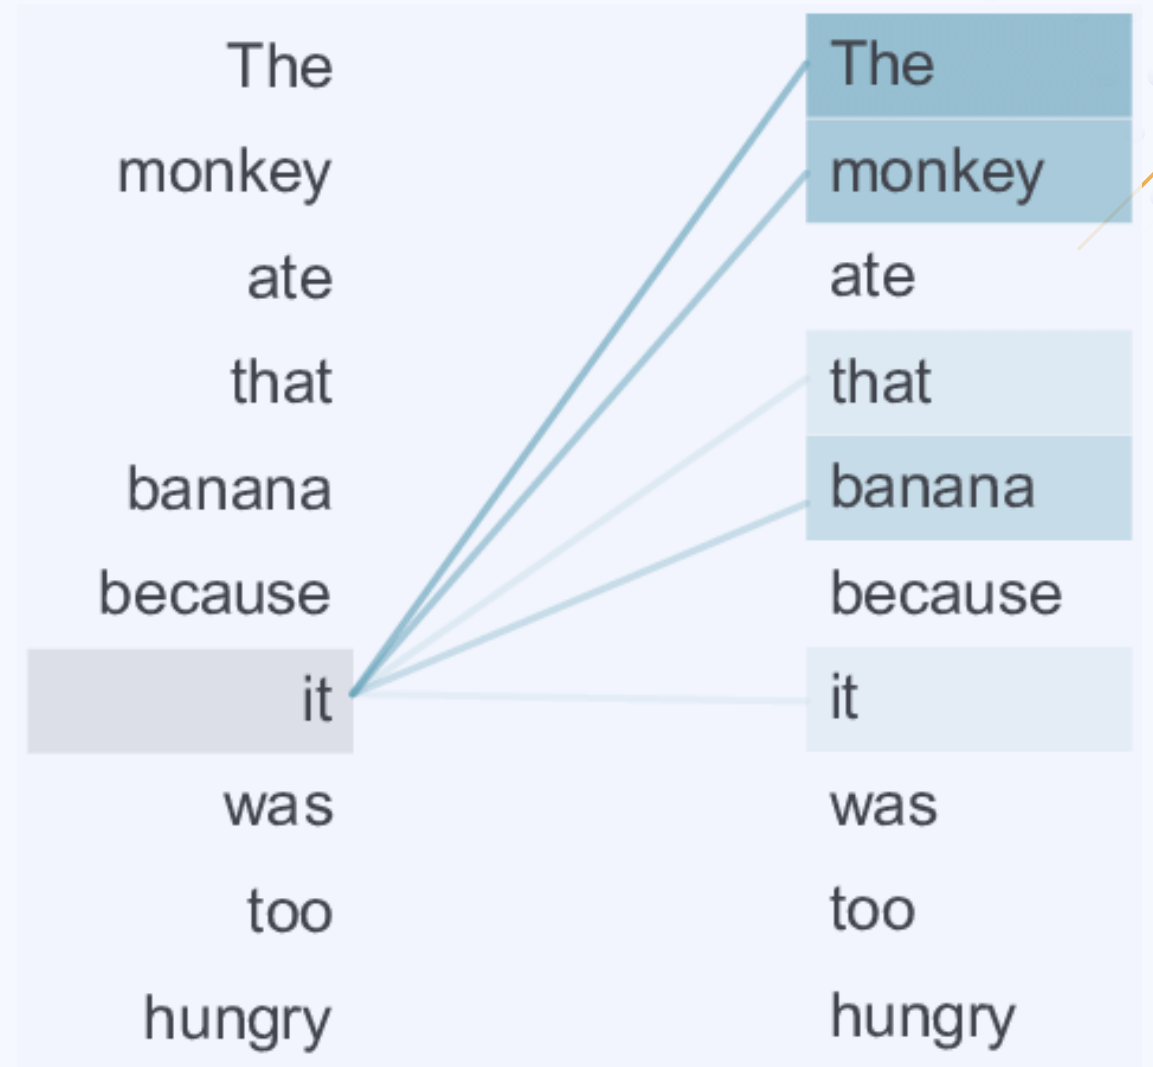 The The
monkey monkey
ate ate
that that
banana banana
because because
it it
was was
too too
hungry hungry